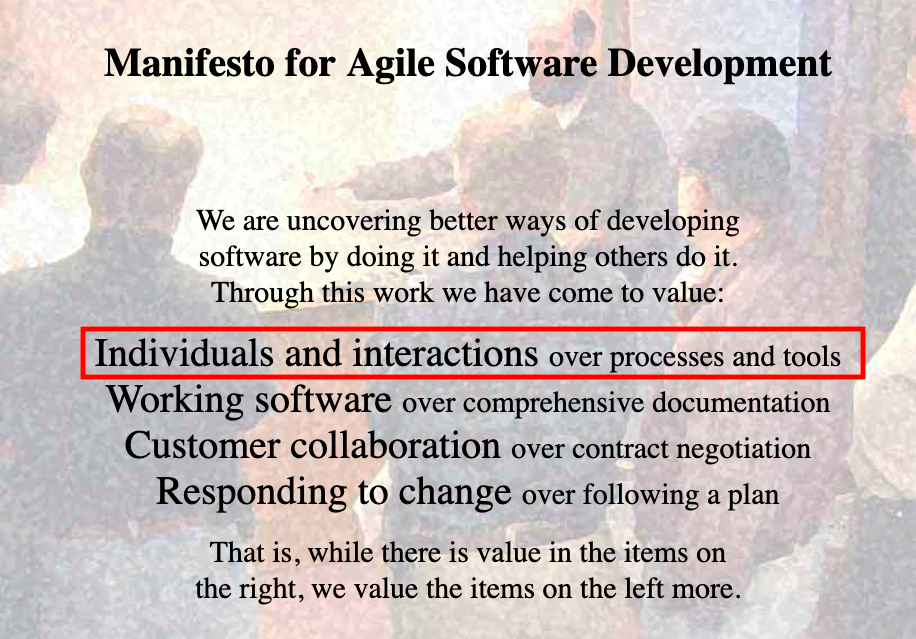 Manifesto for Agile Software Development
We are uncovering better ways of developing
software by doing it and helping others do it.
Through this work we have come to value:
Individuals and interactions over processes and tools
Working software over comprehensive documentation
Customer collaboration over contract negotiation
Responding to change over following a plan
That is, while there is value in the items on
the right, we value the items on the left more.